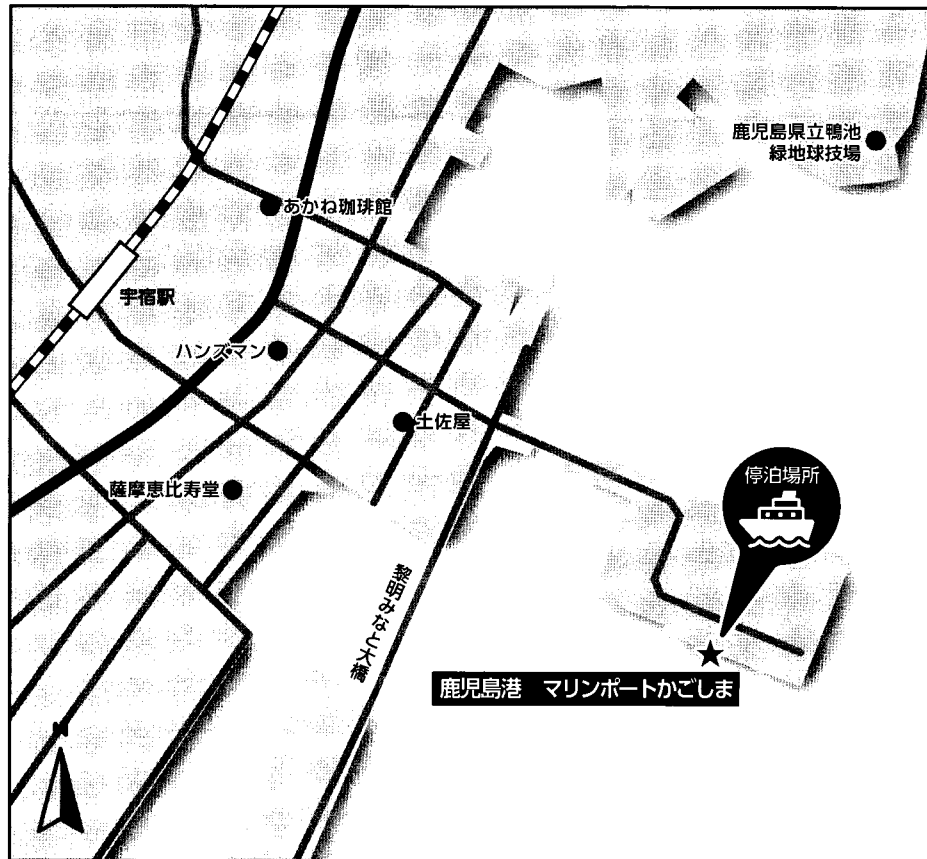 鹿児島県立鴨池
緑地球技場
あかね珈琲館
宇宿駅
ハンズマン
土佐屋
薩摩恵比寿堂
停泊場所
黎明みなと大橋
鹿児島港 マリンポートかごしま
N